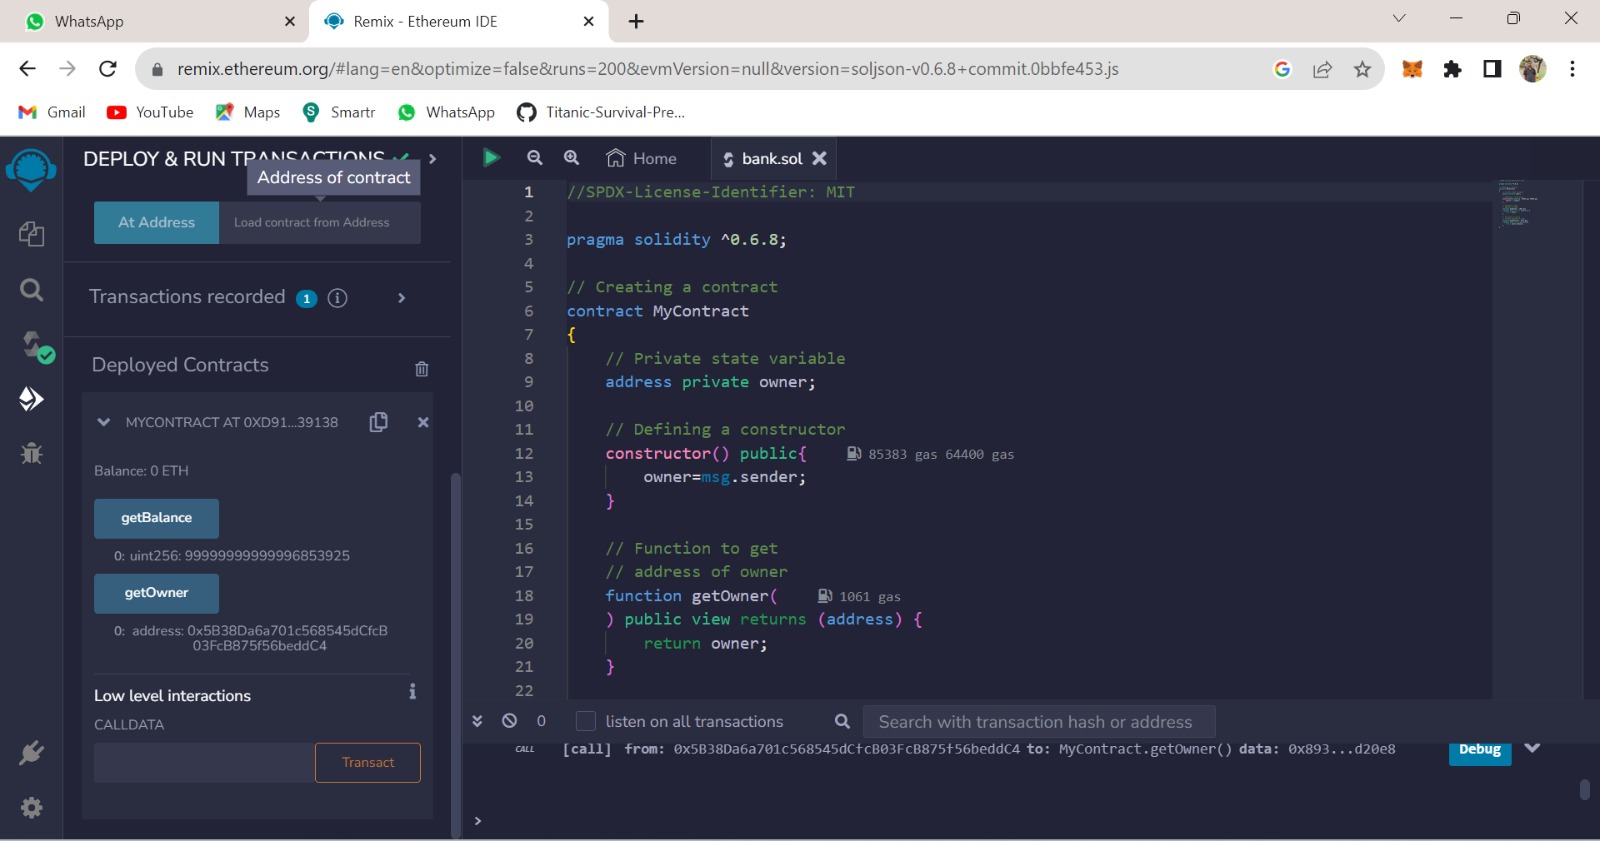 WhatsApp
Remix - Ethereum IDE
remix.ethereum.org/#lang=en&optimize=false&runs=200&evmVersion=null&version=soljson-v0.6.8+commit.0bbfe453.js
Gmail
YouTube
Maps
Smartr
WhatsApp
Titanic-Survival-Pre...
DEPLOY & RUN TRANSACTIONS
Address of contract
At Address
Load contract from Address
Transactions recorded 1 i
Deployed Contracts
MYCONTRACT AT 0XD91...39138
Balance: 0 ETH
getBalance
0: uint256: 99999999999996853925
getOwner
0: address: 0x5B38Da6a701c568545dCfcB
03FcB875f56beddC4
Low level interactions
CALLDATA
Transact
Home
bank.sol
1 //SPDX-License-Identifier: MIT
2
3 pragma solidity ^0.6.8;
4
5 // Creating a contract
6 contract MyContract
7 {
8 // Private state variable
9 address private owner;
10
11 // Defining a constructor
12 constructor() public{ 85383 gas 64400 gas
13 owner=msg.sender;
14 }
15
16 // Function to get
17 // address of owner
18 function getOwner( 1061 gas
19 ) public view returns (address) {
20 return owner;
21 }
22
0
listen on all transactions
Search with transaction hash or address
CALL [call] from: 0x5B38Da6a701c568545dCfcB03FcB875f56beddC4 to: MyContract.getOwner() data: 0x893...d20e8
Debug
>